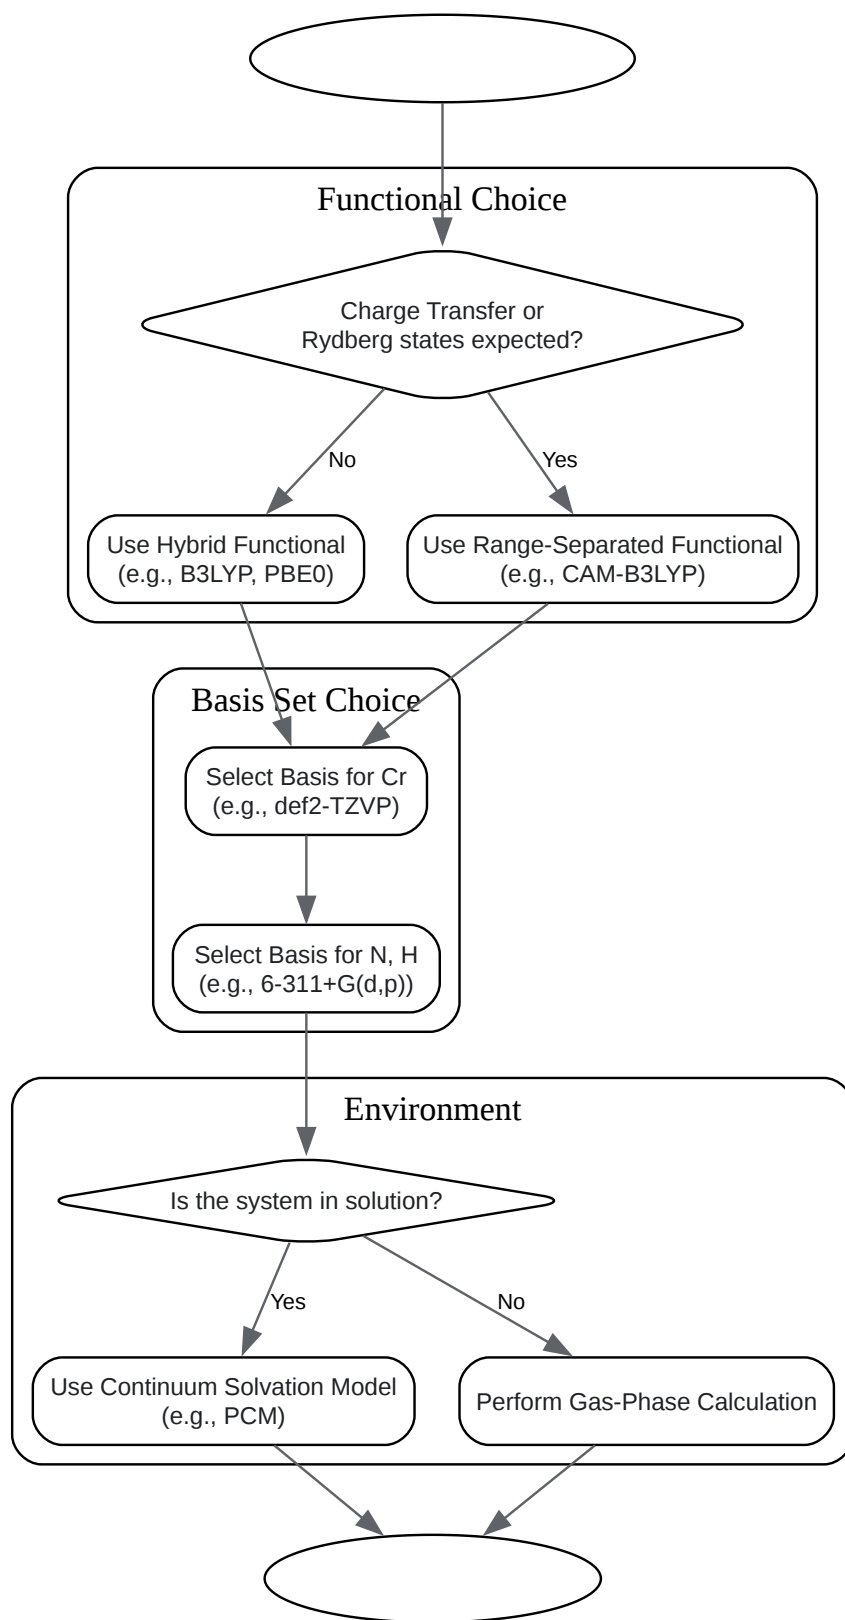 Functional Choice
Charge Transfer or
Rydberg states expected?
No
Yes
Use Hybrid Functional
(e.g., B3LYP, PBE0)
Use Range-Separated Functional
(e.g., CAM-B3LYP)
Basis Set Choice
Select Basis for Cr
(e.g., def2-TZVP)
Select Basis for N, H
(e.g., 6-311+G(d,p))
Environment
Is the system in solution?
Yes
No
Use Continuum Solvation Model
(e.g., PCM)
Perform Gas-Phase Calculation